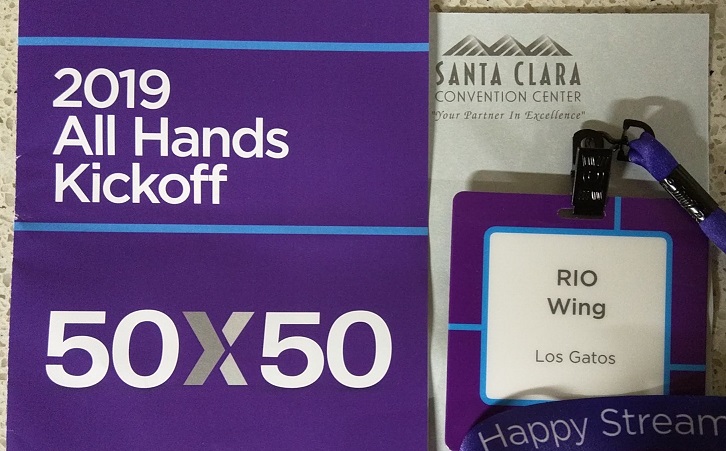 2019
All Hands
Kickoff
50X50
SANTA CLARA
CONVENTION CENTER
"Your Partner In Excellence"
RIO
Wing
Los Gatos
Happy Stream